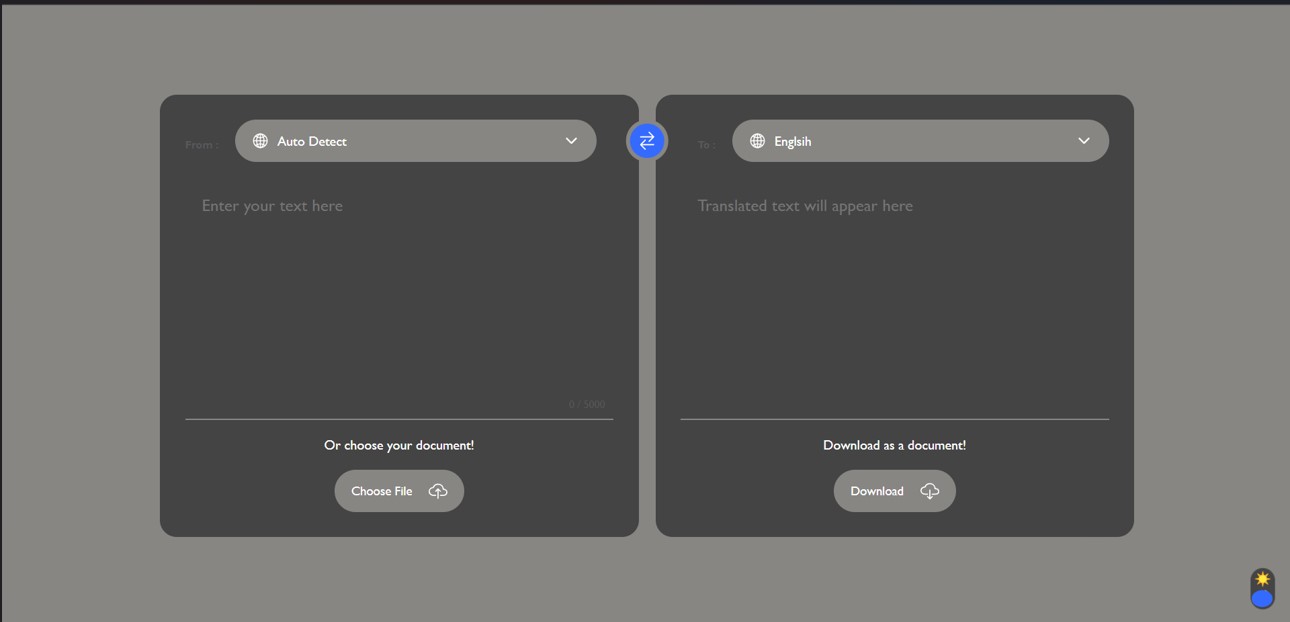 From :
Auto Detect
To :
Englsih
Enter your text here
Translated text will appear here
0 / 5000
Or choose your document!
Download as a document!
Choose File
Download